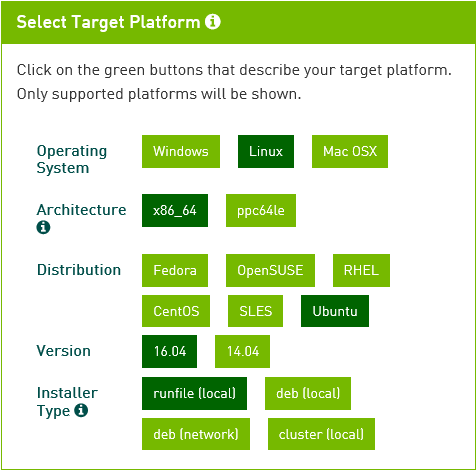 Select Target Platform
Click on the green buttons that describe your target platform.
Only supported platforms will be shown.
Operating System Windows Linux Mac OSX
Architecture x86_64 ppc64le
Distribution Fedora OpenSUSE RHEL
CentOS SLES Ubuntu
Version 16.04 14.04
Installer Type runfile (local) deb (local)
deb (network) cluster (local)